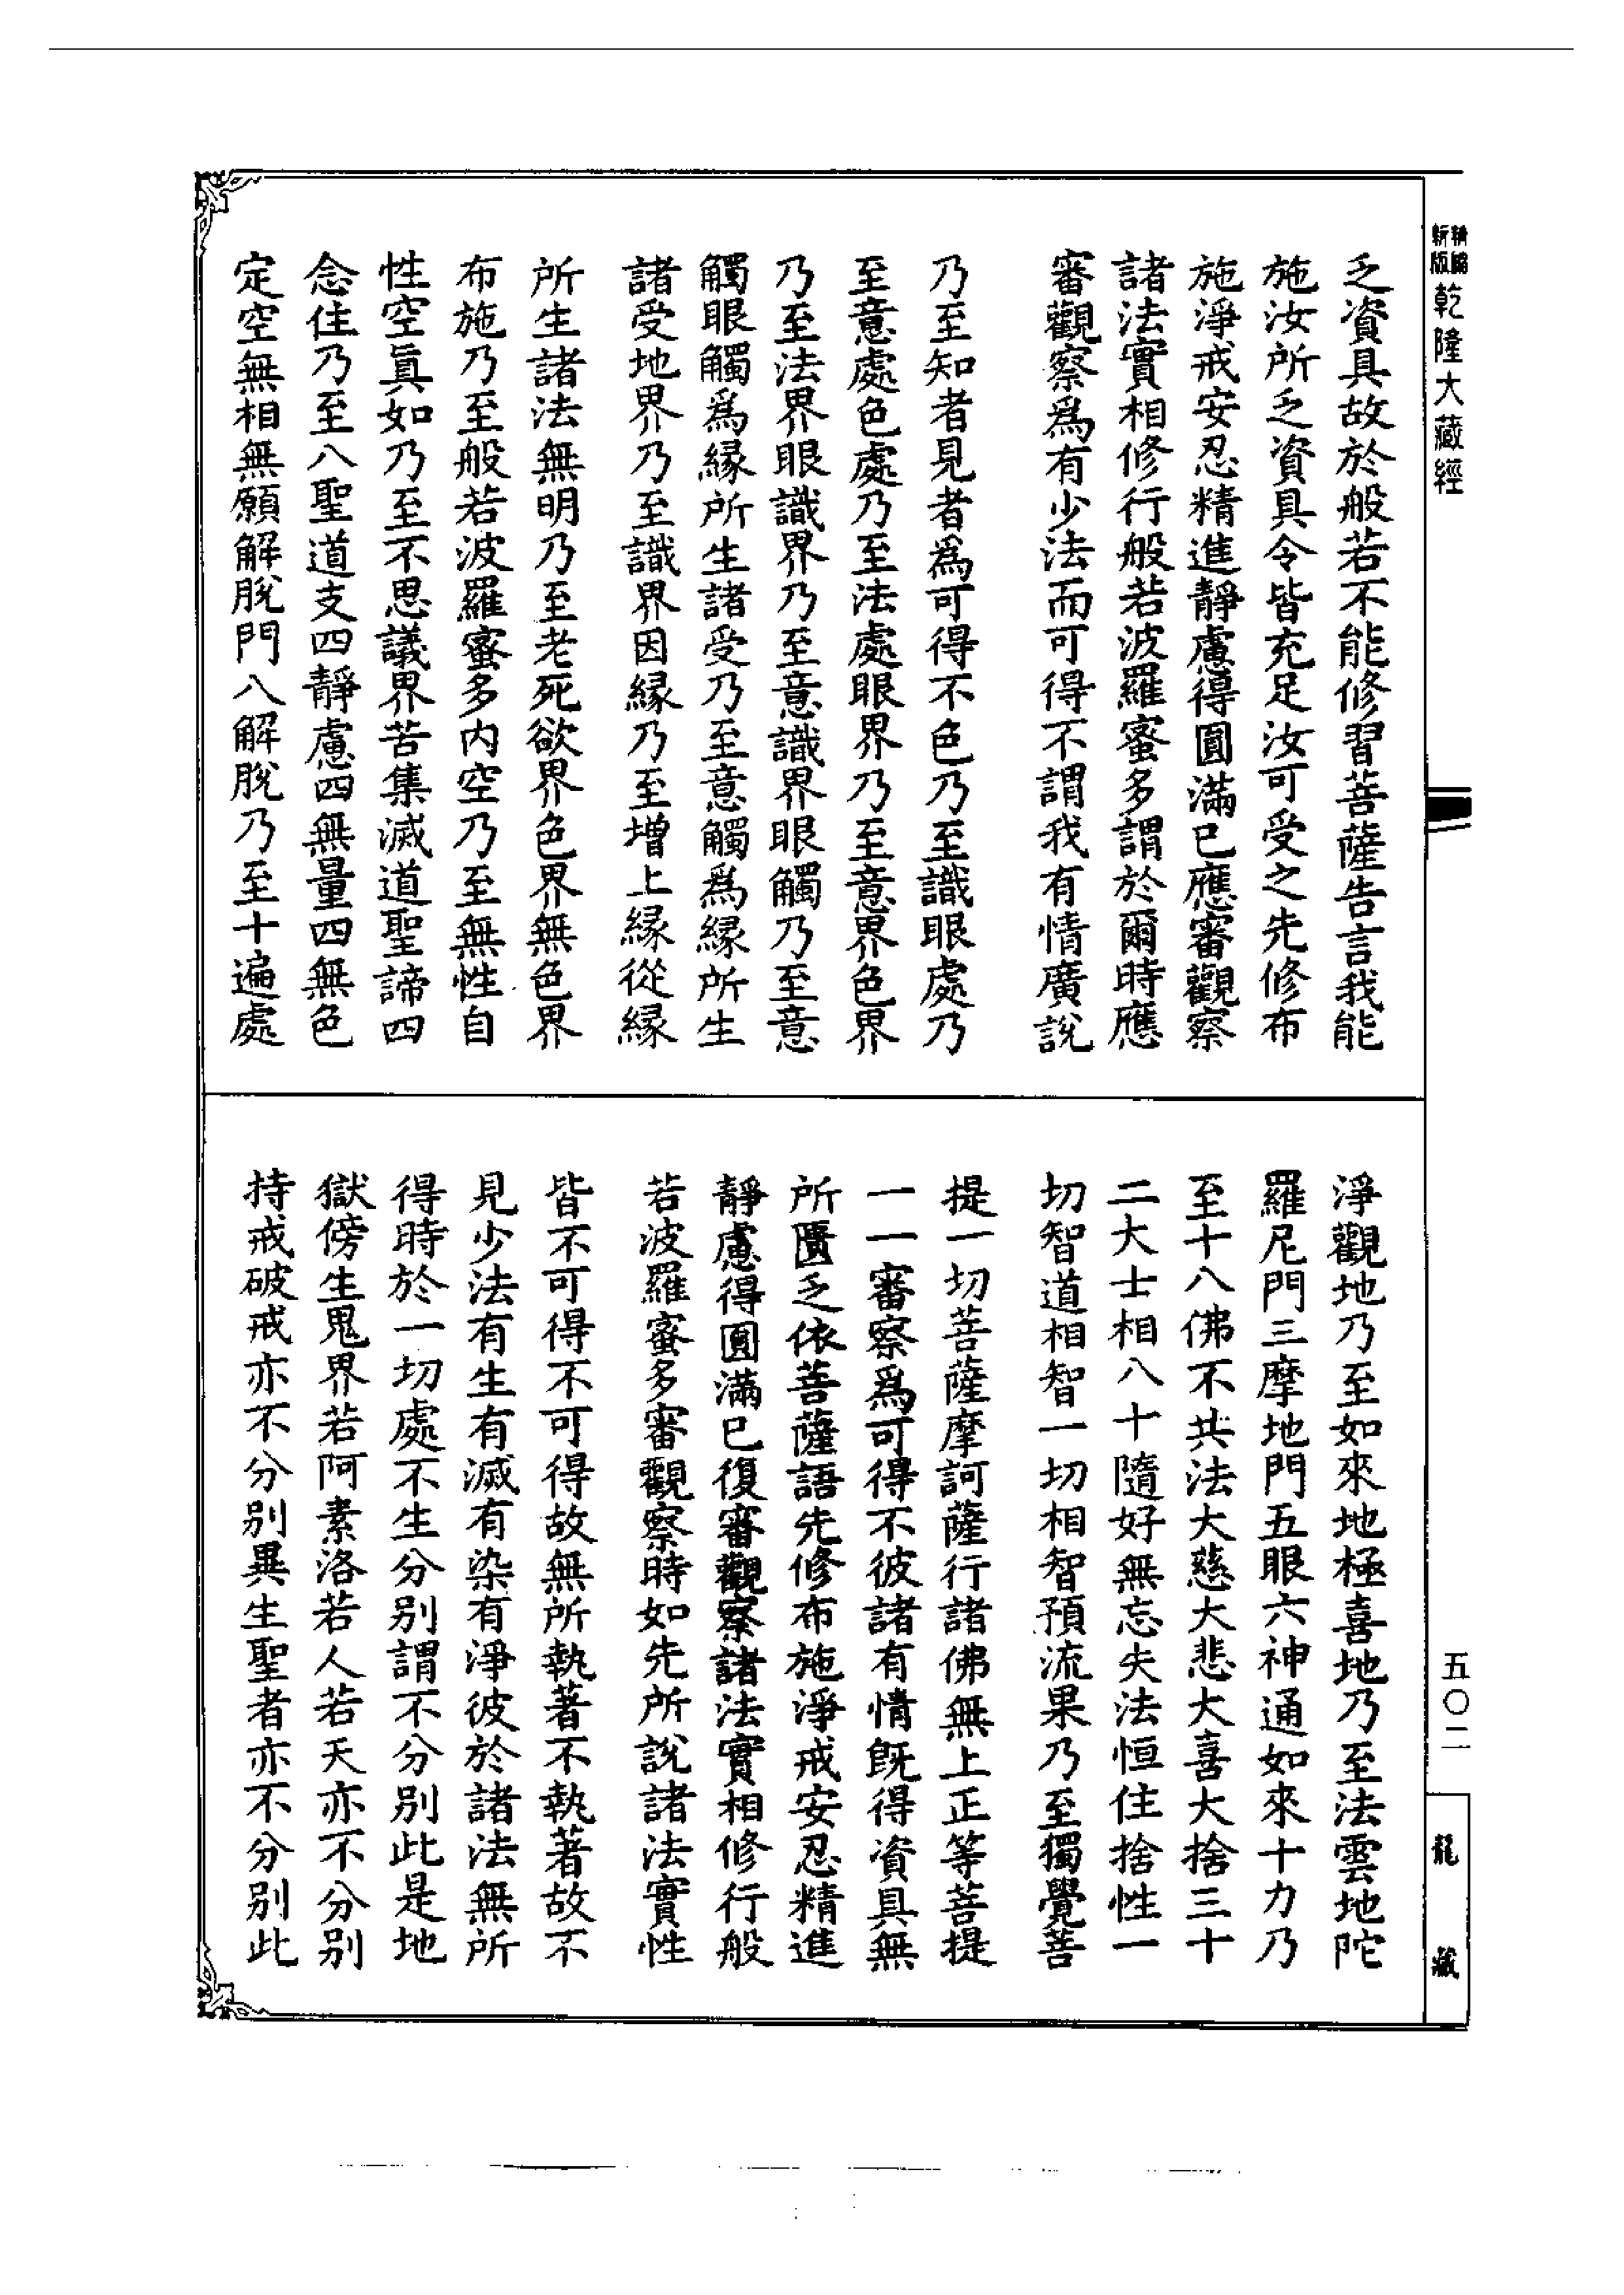 新編
新版
乾隆大藏經
乏資具故於般若不能修習菩薩告言我能
施汝所乏資具令皆充足汝可受之先修布
施淨戒安忍精進靜慮得圓滿已應審觀察
諸法實相修行般若波羅蜜多謂於爾時應
審觀察爲有少法而可得不謂我有情廣說
乃至知者見者爲可得不色乃至識眼處乃
至意處色處乃至法處眼界乃至意界色界
乃至法界眼識界乃至意識界眼觸乃至意
觸眼觸爲緣所生諸受乃至意觸爲緣所生
諸受地界乃至識界因緣乃至增上緣從緣
所生諸法無明乃至老死欲界色界無色界
布施乃至般若波羅蜜多內空乃至無性自
性空眞如乃至不思議界苦集滅道聖諦四
念住乃至八聖道支四靜慮四無量四無色
定空無相無願解脫門八解脫乃至十遍處
淨觀地乃至如來地極喜地乃至法雲地陀
羅尼門三摩地門五眼六神通如來十力乃
至十八佛不共法大慈大悲大喜大捨三十
二大士相八十隨好無忘失法恒住捨性一
切智道相智一切相智預流果乃至獨覺菩
提一切菩薩摩訶薩行諸佛無上正等菩提
一一審察爲可得不彼諸有情旣得資具無
所匱乏依菩薩語先修布施淨戒安忍精進
靜慮得圓滿已復審觀察諸法實相修行般
若波羅蜜多審觀察時如先所說諸法實性
皆不可得不可得故無所執著不執著故不
見少法有生有滅有染有淨彼於諸法無所
得時於一切處不生分別謂不分別此是地
獄傍生鬼界若阿素洛若人若天亦不分別
持戒破戒亦不分別異生聖者亦不分別此
五〇二
龍藏